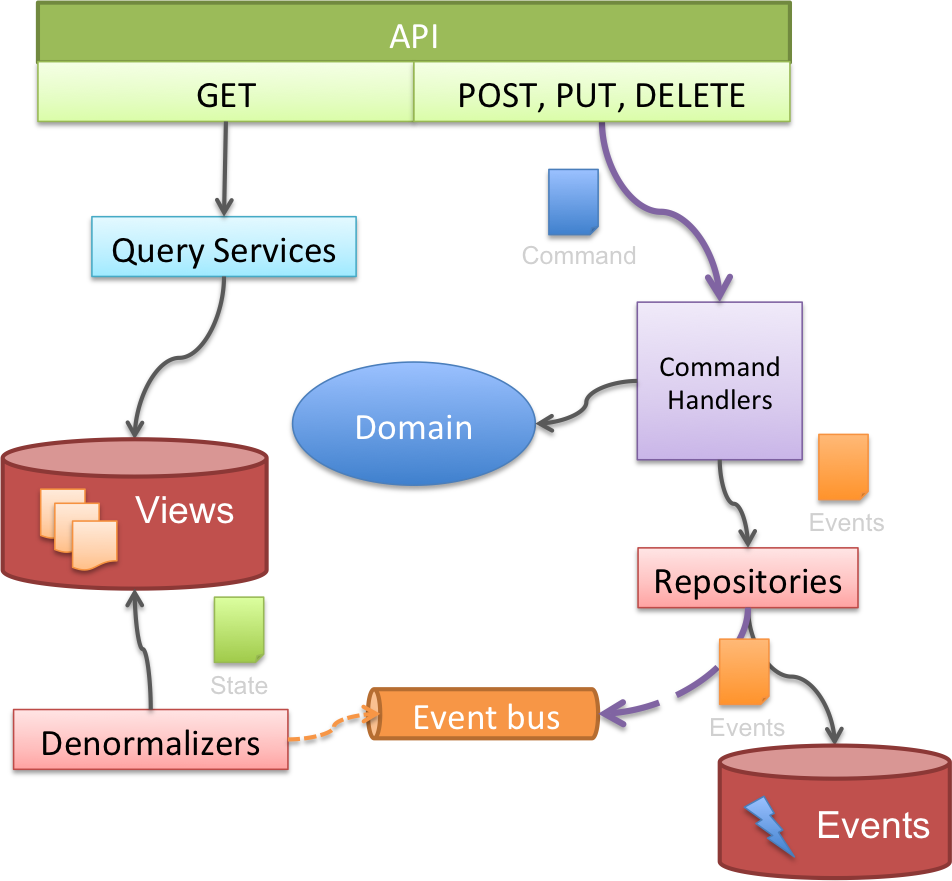 API
GET
POST, PUT, DELETE
Command
Query Services
Command
Handlers
Domain
Views
Events
Repositories
State
Events
Denormalizers
Event bus
Events